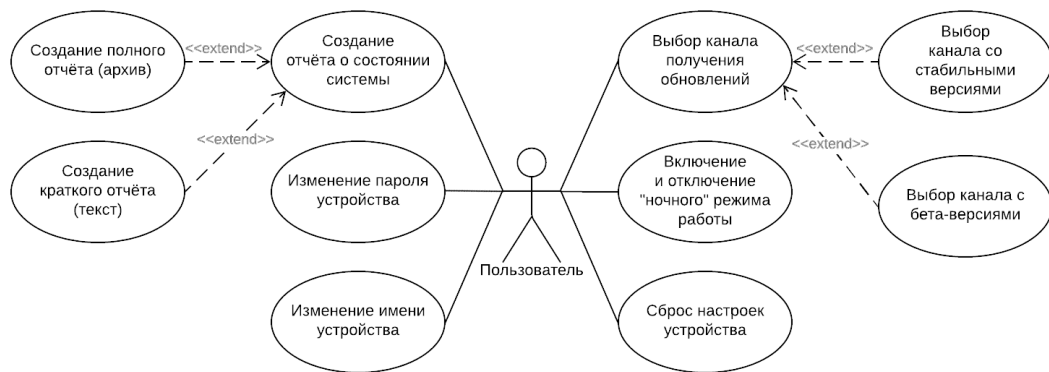 Создание полного
отчёта (архив)
<<extend>>
Создание
отчёта о состоянии
системы
Выбор канала
получения
обновлений
<<extend>>
Выбор
канала со
стабильными
версиями
<<extend>>
<<extend>>
Создание
краткого отчёта
(текст)
Изменение пароля
устройства
Включение
и отключение
"ночного" режима
работы
Выбор канала с
бета-версиями
Пользователь
Изменение имени
устройства
Сброс настроек
устройства